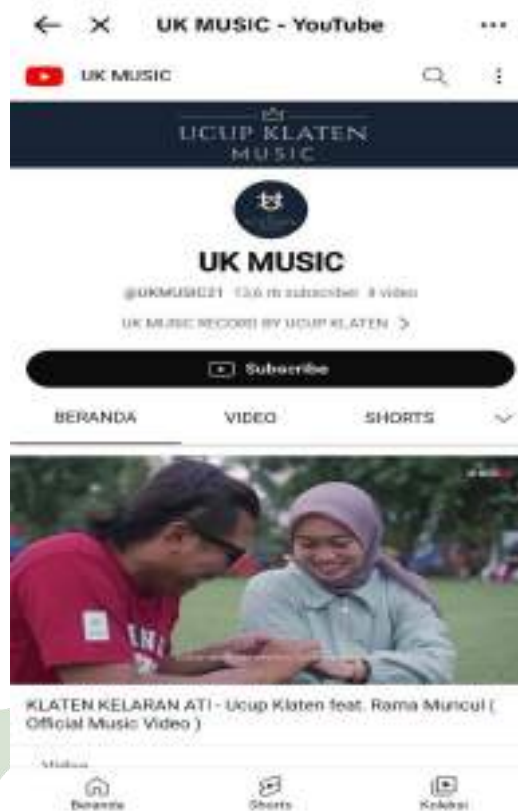 UK MUSIC - YouTube
UK MUSIC
UCUP KLATEN
MUSIC
UK MUSIC
@UKMUSIC21 13,6 rb subscriber 8 video
UK MUSIC RECORD BY UCUP KLATEN
Subscribe
BERANDA VIDEO SHORTS
KLATEN KELARAN ATI - Ucup Klaten feat. Rama Muncul (
Official Music Video )
Video
Beranda Shorts Koleksi